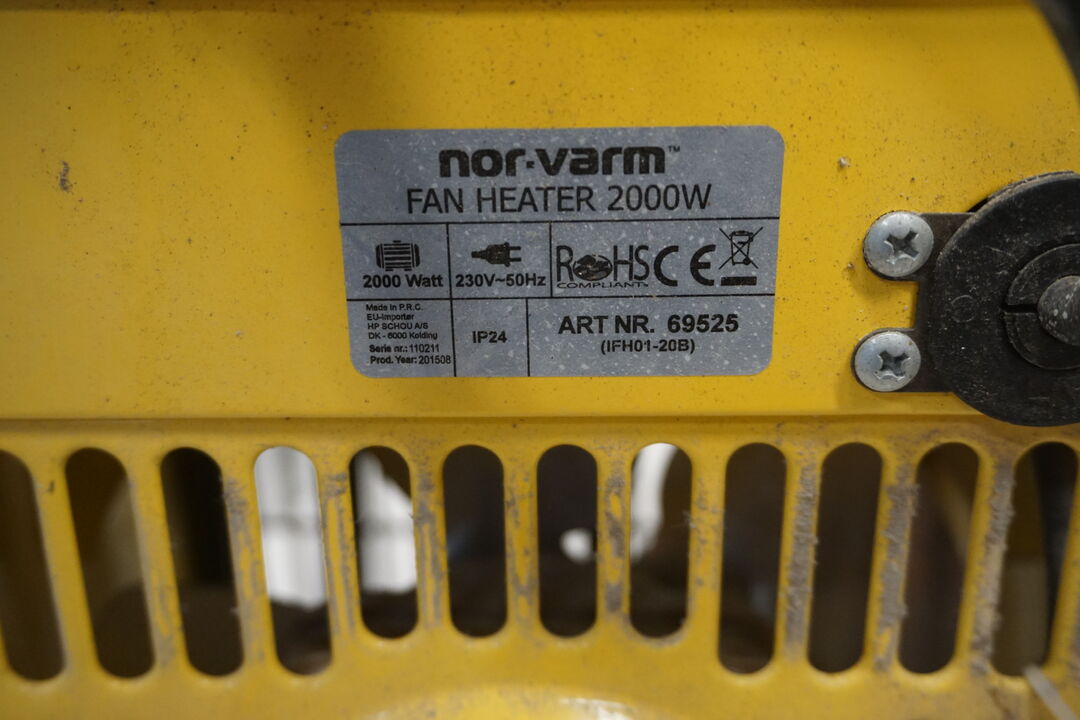 nor-varm™
FAN HEATER 2000W
2000 Watt
230V~50Hz
RoHS
COMPLIANT
CE
Made in P.R.C.
EU-Importer
HP SCHOU A/S
DK - 6000 Kolding
Serie nr.: 110211
Prod. Year: 201508
IP24
ART NR. 69525
(IFH01-20B)